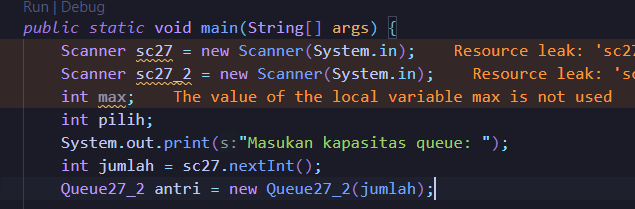 Run | Debug
public static void main(String[] args) {
Scanner sc27 = new Scanner(System.in);    Resource leak: 'sc27
Scanner sc27_2 = new Scanner(System.in);    Resource leak: 'sc
int max;    The value of the local variable max is not used
int pilih;
System.out.print(s:"Masukan kapasitas queue: ");
int jumlah = sc27.nextInt();
Queue27_2 antri = new Queue27_2(jumlah);